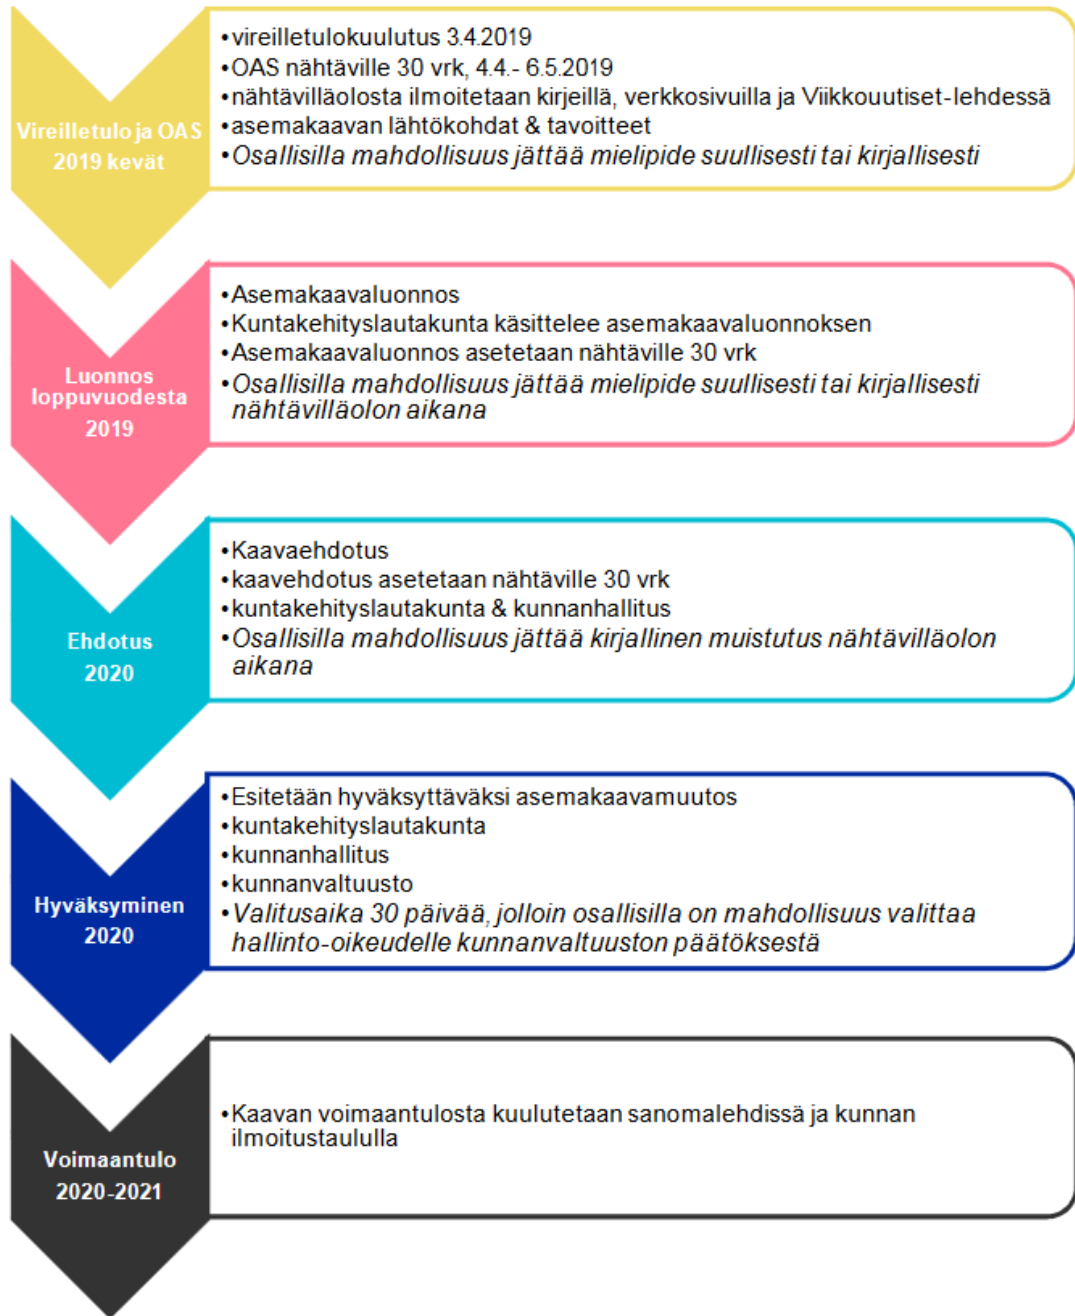 Vireilletulo ja OAS
2019 kevät
•vireilletulokuulutus 3.4.2019
•OAS nähtäville 30 vrk, 4.4.- 6.5.2019
•nähtävilläolosta ilmoitetaan kirjeillä, verkkosivuilla ja Viikkouutiset-lehdessä
•asemakaavan lähtökohdat & tavoitteet
•Osallisilla mahdollisuus jättää mielipide suullisesti tai kirjallisesti
Luonnos
loppuvuodesta
2019
•Asemakaavaluonnos
•Kuntakehityslautakunta käsittelee asemakaavaluonnoksen
•Asemakaavaluonnos asetetaan nähtäville 30 vrk
•Osallisilla mahdollisuus jättää mielipide suullisesti tai kirjallisesti
nähtävilläolon aikana
Ehdotus
2020
•Kaavaehdotus
•kaavehdotus asetetaan nähtäville 30 vrk
•kuntakehityslautakunta & kunnanhallitus
•Osallisilla mahdollisuus jättää kirjallinen muistutus nähtävilläolon
aikana
Hyväksyminen
2020
•Esitetään hyväksyttäväksi asemakaavamuutos
•kuntakehityslautakunta
•kunnanhallitus
•kunnanvaltuusto
•Valitusaika 30 päivää, jolloin osallisilla on mahdollisuus valittaa
hallinto-oikeudelle kunnanvaltuuston päätöksestä
Voimaantulo
2020-2021
•Kaavan voimaantulosta kuulutetaan sanomalehdissä ja kunnan
ilmoitustaululla